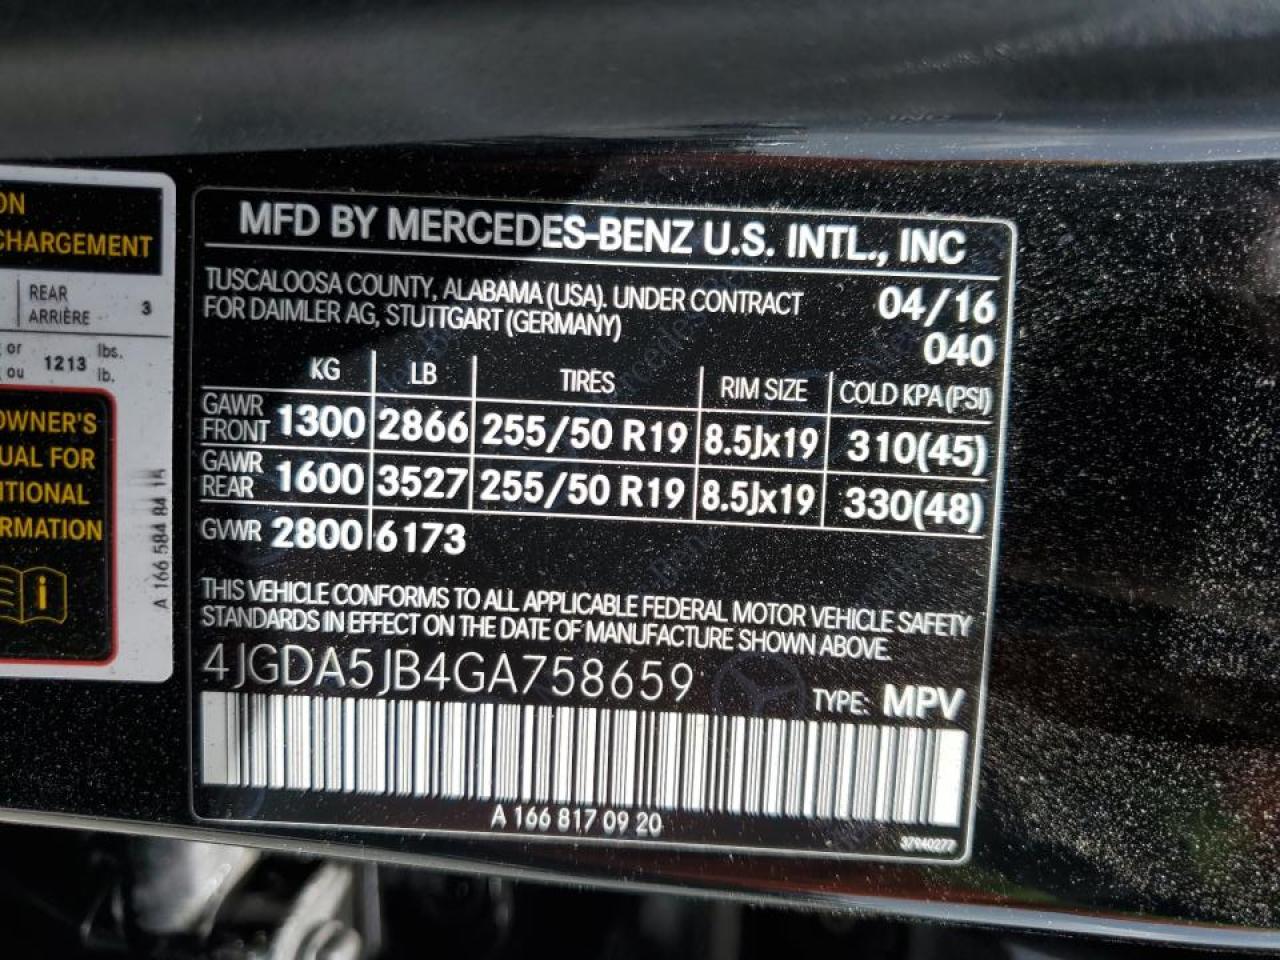 ON
CHARGEMENT
REAR
ARRIÈRE 3
or
ou 1213 lbs.
lb.
OWNER'S
UAL FOR
ITIONAL
ORMATION
A 166 584 84 14
MFD BY MERCEDES-BENZ U.S. INTL., INC
TUSCALOOSA COUNTY, ALABAMA (USA). UNDER CONTRACT
FOR DAIMLER AG, STUTTGART (GERMANY)
04/16
040
KG LB TIRES RIM SIZE COLD KPA (PSI)
GAWR FRONT 1300 2866 255/50 R19 8.5Jx19 310(45)
GAWR REAR 1600 3527 255/50 R19 8.5Jx19 330(48)
GVWR 2800 6173
THIS VEHICLE CONFORMS TO ALL APPLICABLE FEDERAL MOTOR VEHICLE SAFETY
STANDARDS IN EFFECT ON THE DATE OF MANUFACTURE SHOWN ABOVE.
4JGDA5JB4GA758659
TYPE: MPV
A 166 817 09 20
37940277